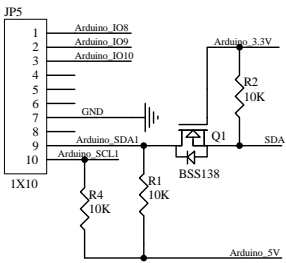 JP5
1 Arduino_IO8
2 Arduino_IO9
3 Arduino_IO10
4
5
6
7 GND
8
9 Arduino_SDA1
10 Arduino_SCL1
1X10
Arduino_3.3V
R2
10K
Q1
SDA
BSS138
R4
10K
R1
10K
Arduino_5V